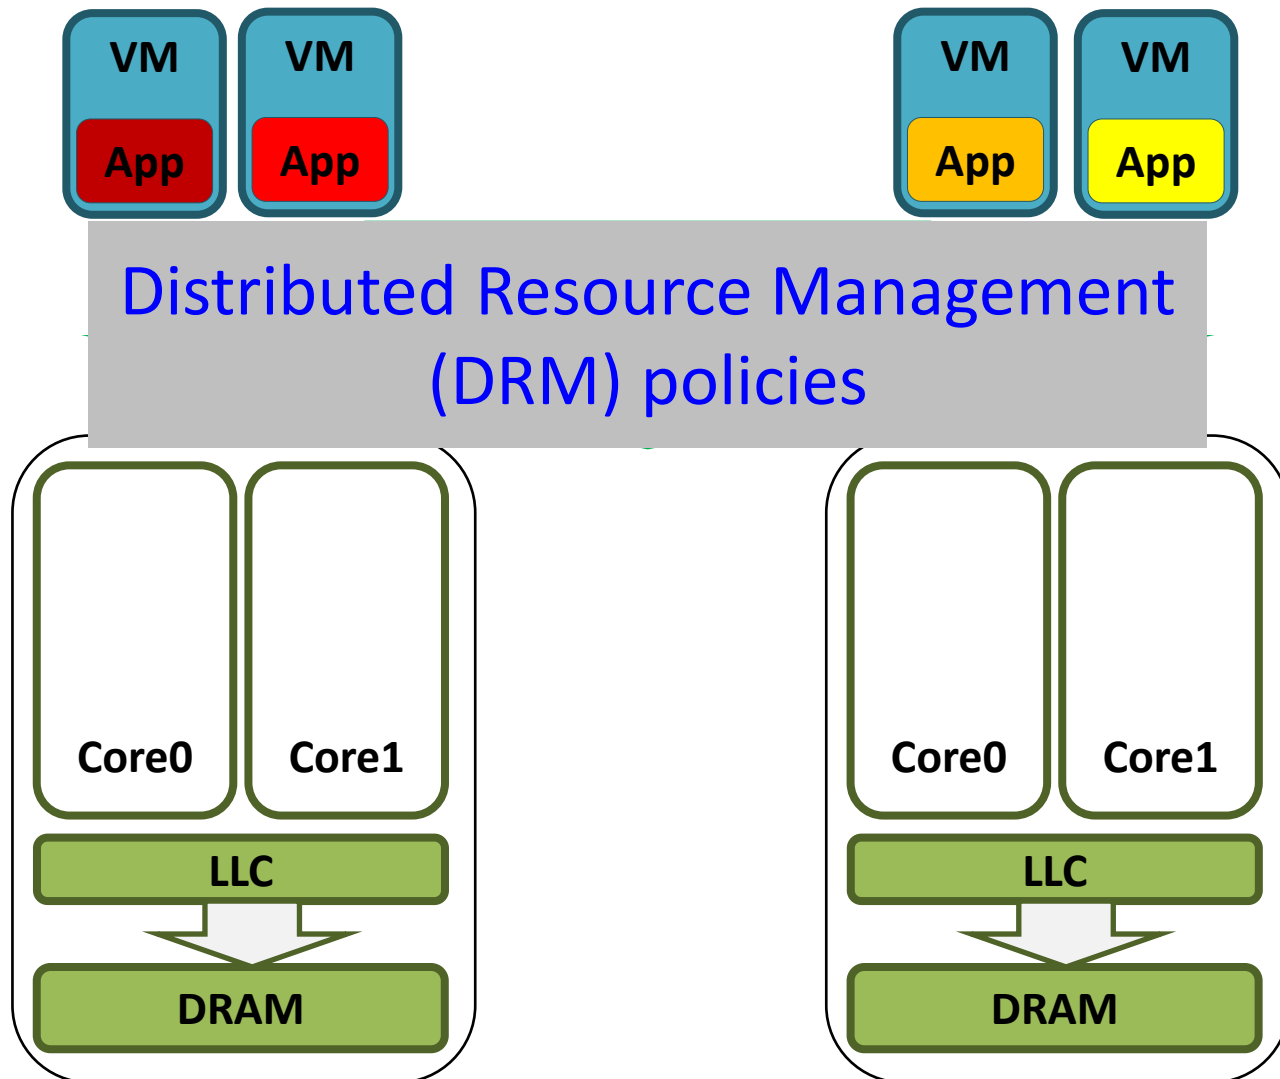 VM VM VM VM
App App App App
Distributed Resource Management
(DRM) policies
Core0 Core1 Core0 Core1
LLC LLC
DRAM DRAM